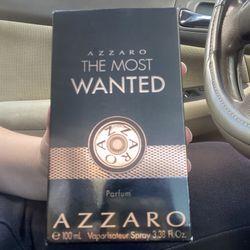 AZZARO
THE MOST
WANTED
AZZARO
Parfum
AZZARO
℮ 100 mL Vaporisateur Spray 3.38 Fl.Oz.